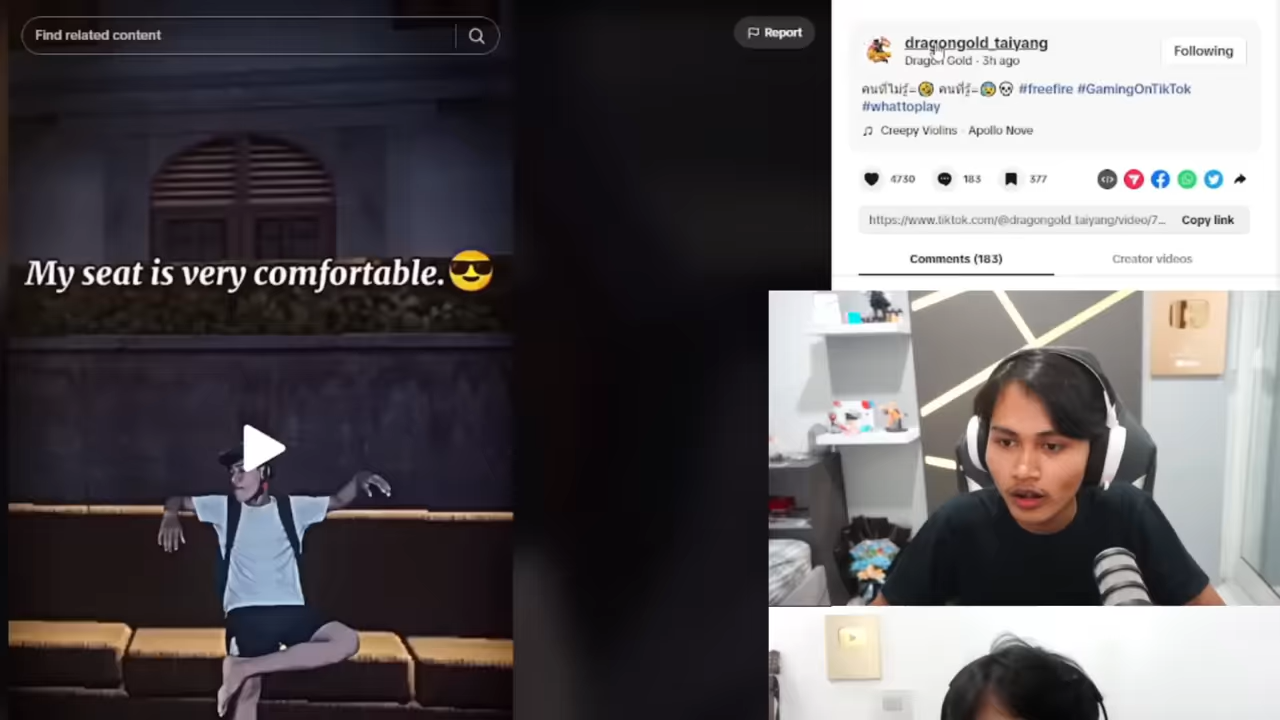 Find related content
Report
My seat is very comfortable.😎
dragongold_taiyang
Dragon Gold · 3h ago
Following
คนที่ไม่รู้=🤣 คนที่รู้=😰💀 #freefire #GamingOnTikTok
#whattoplay
Creepy Violins · Apollo Nove
4730
183
377
https://www.tiktok.com/@dragongold_taiyang/video/7...
Copy link
Comments (183)
Creator videos